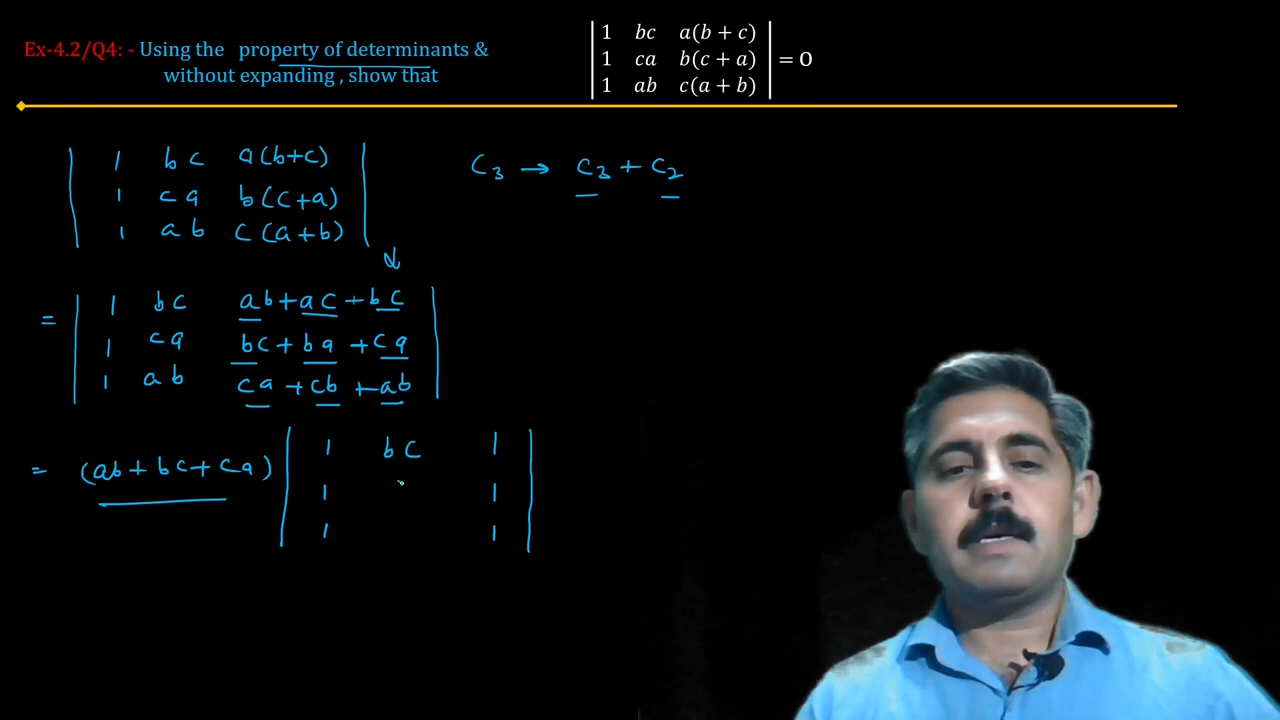 Ex-4.2/Q4: - Using the property of determinants &
without expanding , show that
| 1 bc a(b + c) |
| 1 ca b(c + a) | = 0
| 1 ab c(a + b) |
| 1 bc a(b+c) |
| 1 ca b(c+a) |
| 1 ab c(a+b) |
C₃ → C₃ + C₂
= | 1 bc ab+ac+bc |
| 1 ca bc+ba+ca |
| 1 ab ca+cb+ab |
= (ab+bc+ca) | 1 bc 1 |
| 1 1 |
| 1 1 |